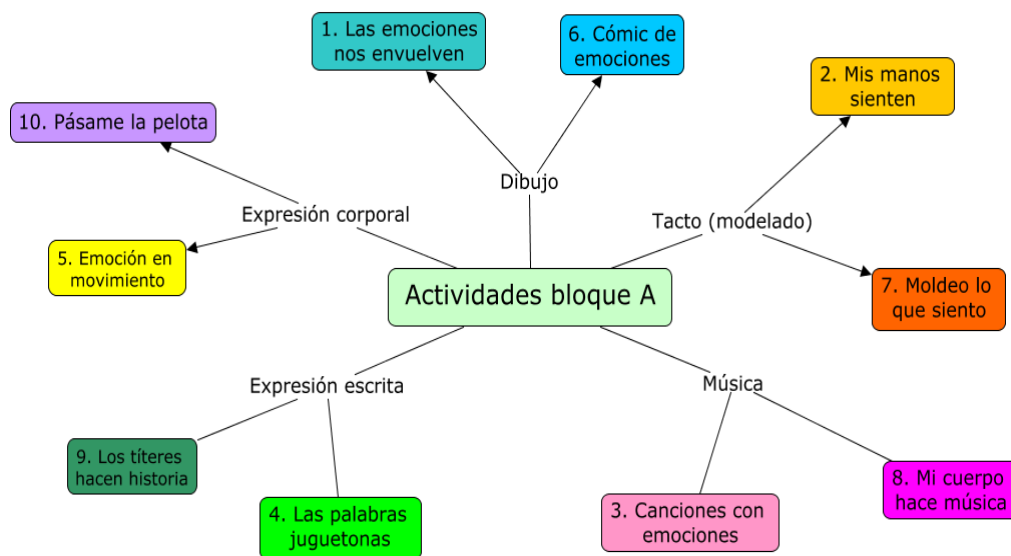 1. Las emociones
nos envuelven
6. Cómic de
emociones
2. Mis manos
sienten
10. Pásame la pelota
Dibujo
Expresión corporal
Tacto (modelado)
5. Emoción en
movimiento
Actividades bloque A
7. Moldeo lo
que siento
Expresión escrita
Música
9. Los títeres
hacen historia
8. Mi cuerpo
hace música
4. Las palabras
juguetonas
3. Canciones con
emociones